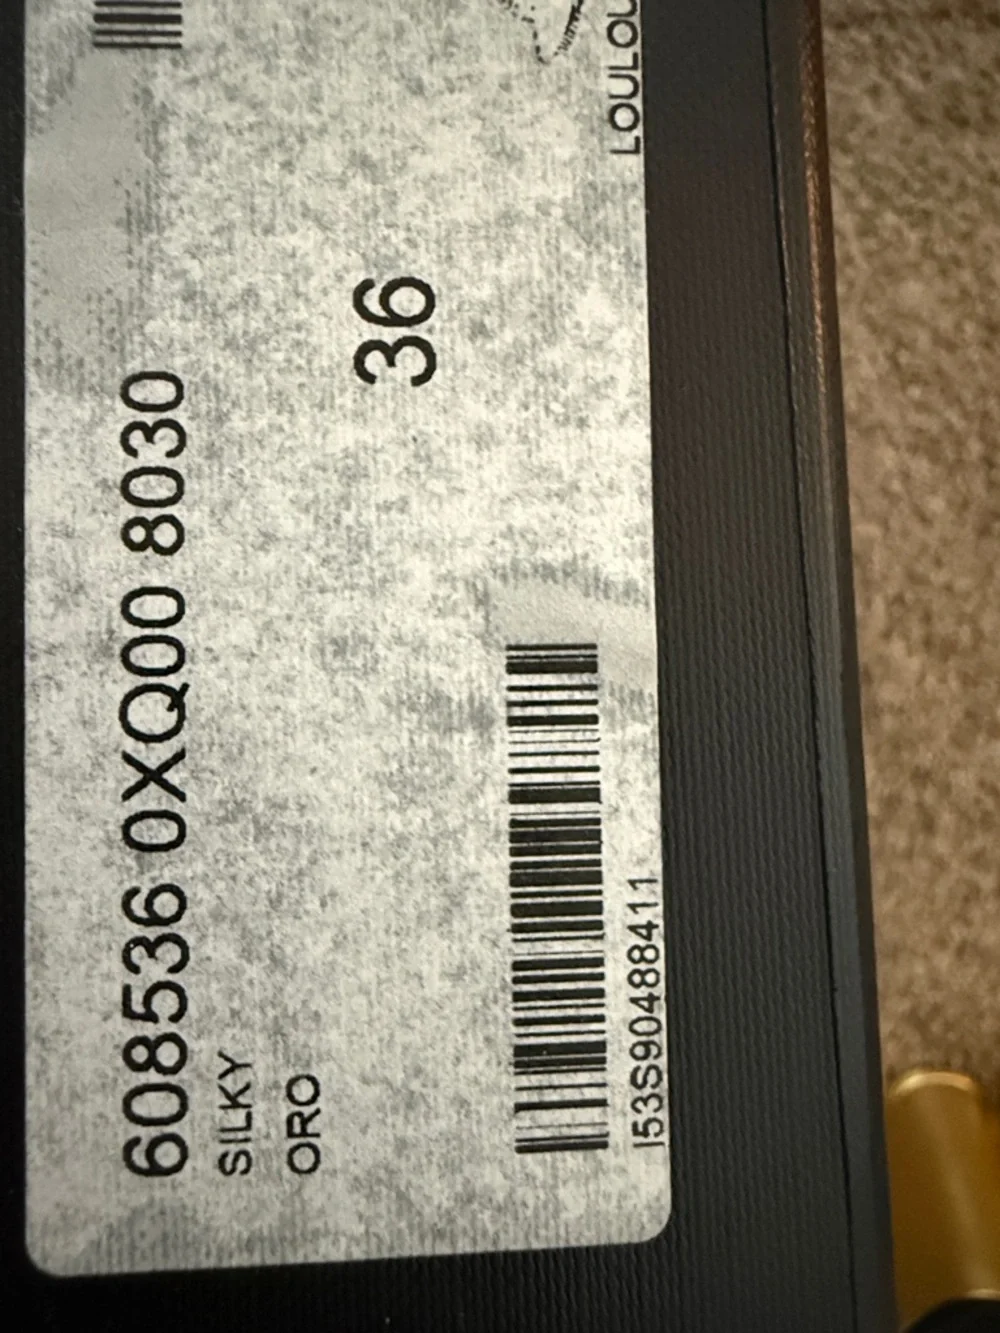 608536 0XQ00 8030
SILKY
ORO
36
I53S90488411
LOULOU